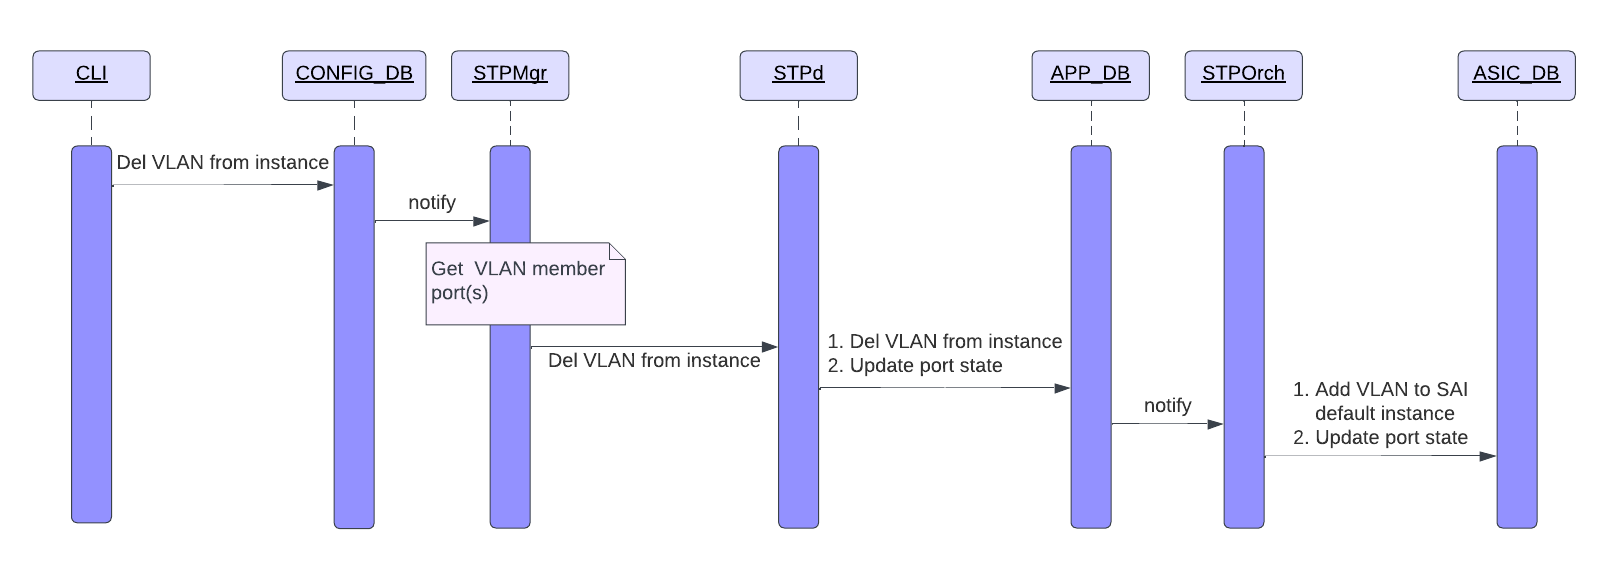 CLI
CONFIG_DB
STPMgr
STPd
APP_DB
STPOrch
ASIC_DB
Del VLAN from instance
notify
Get  VLAN member
port(s)
Del VLAN from instance
1. Del VLAN from instance
2. Update port state
notify
1. Add VLAN to SAI
default instance
2. Update port state